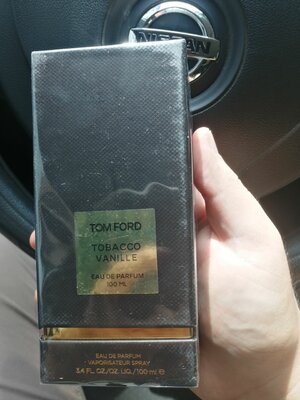 NISSAN
TOM FORD
TOBACCO
VANILLE
EAU DE PARFUM
100 ML
EAU DE PARFUM
VAPORISATEUR SPRAY
3.4 FL.OZ./OZ. LIQ./100 ml ℮